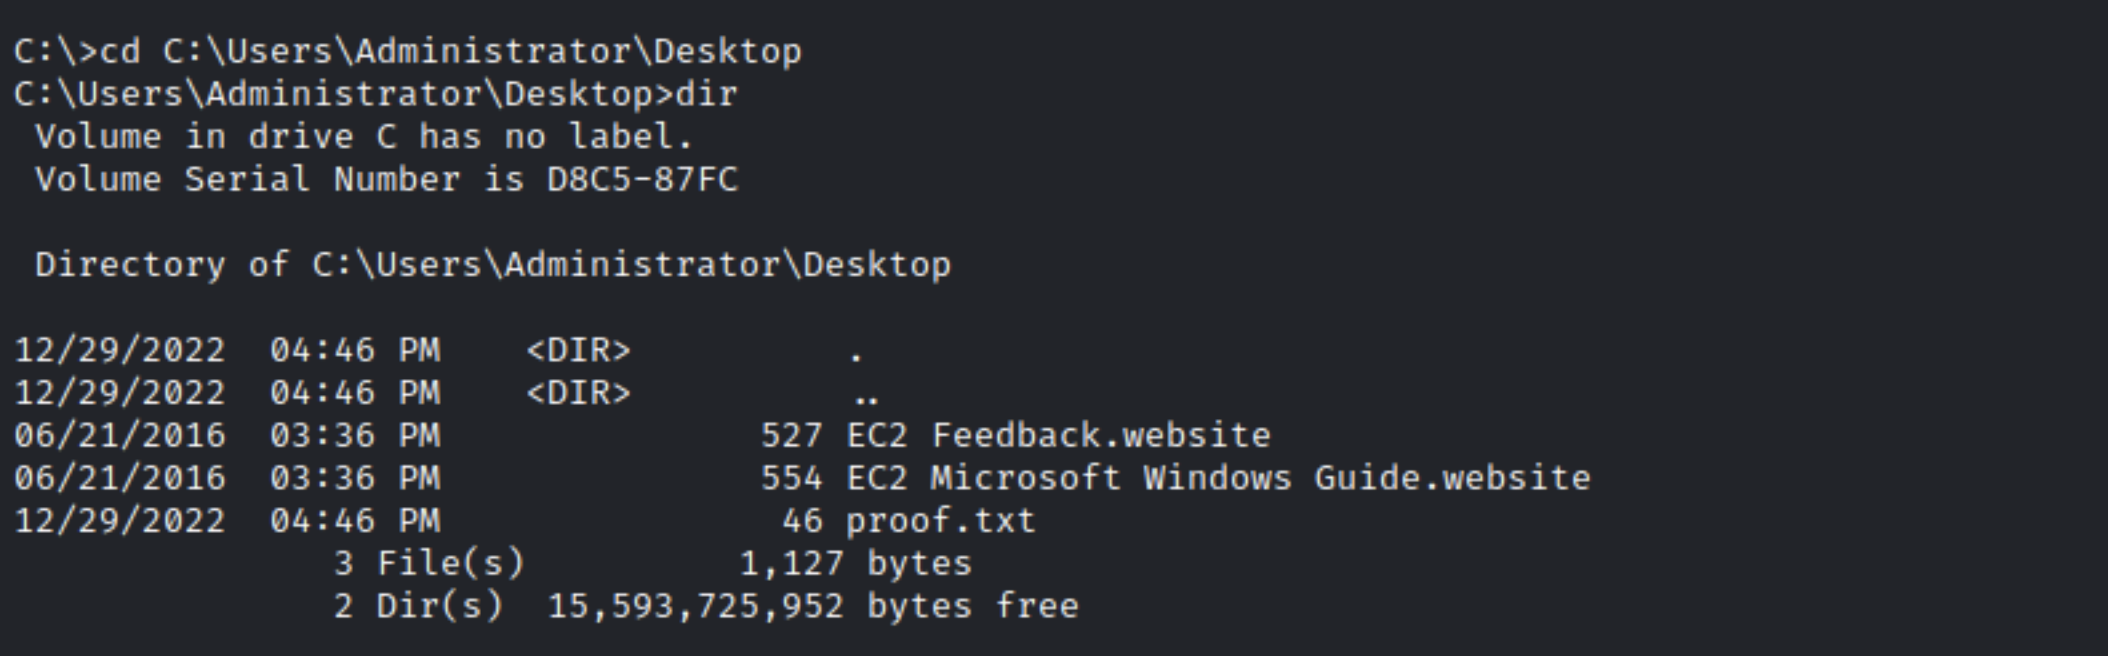 C:\>cd C:\Users\Administrator\Desktop
C:\Users\Administrator\Desktop>dir
 Volume in drive C has no label.
 Volume Serial Number is D8C5-87FC

 Directory of C:\Users\Administrator\Desktop

12/29/2022  04:46 PM    <DIR>          .
12/29/2022  04:46 PM    <DIR>          ..
06/21/2016  03:36 PM               527 EC2 Feedback.website
06/21/2016  03:36 PM               554 EC2 Microsoft Windows Guide.website
12/29/2022  04:46 PM                46 proof.txt
               3 File(s)          1,127 bytes
               2 Dir(s)  15,593,725,952 bytes free